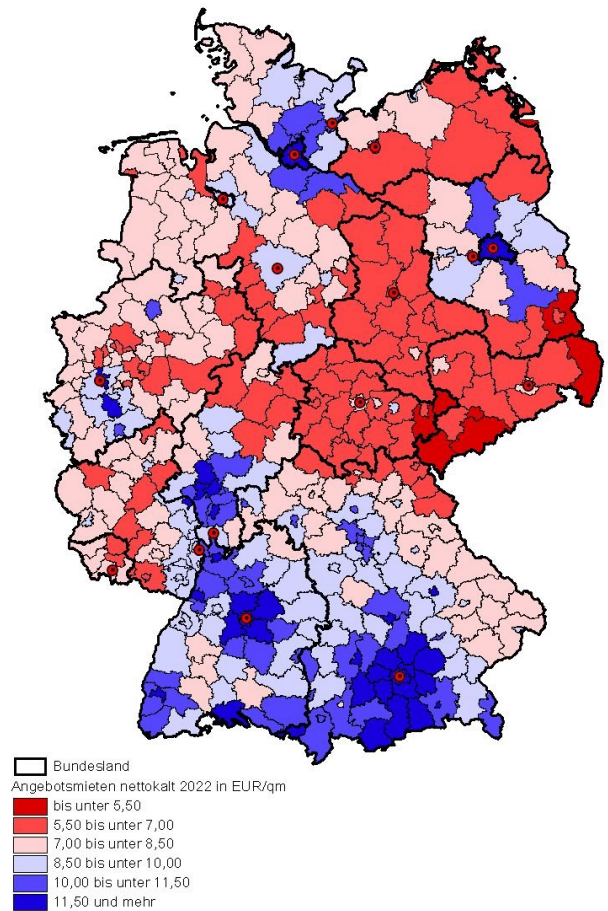 Bundesland
Angebotsmieten nettokalt 2022 in EUR/qm
bis unter 5,50
5,50 bis unter 7,00
7,00 bis unter 8,50
8,50 bis unter 10,00
10,00 bis unter 11,50
11,50 und mehr